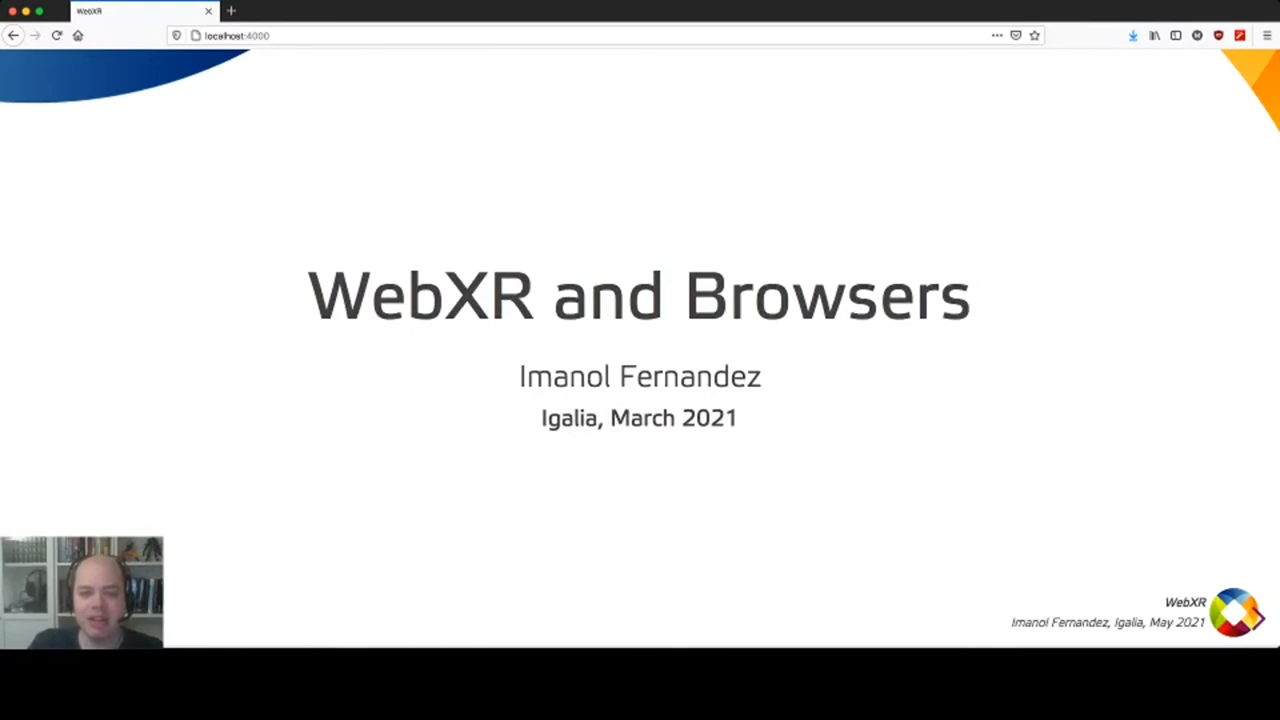 WebXR
localhost:4000
WebXR and Browsers
Imanol Fernandez
Igalia, March 2021
WebXR
Imanol Fernandez, Igalia, May 2021